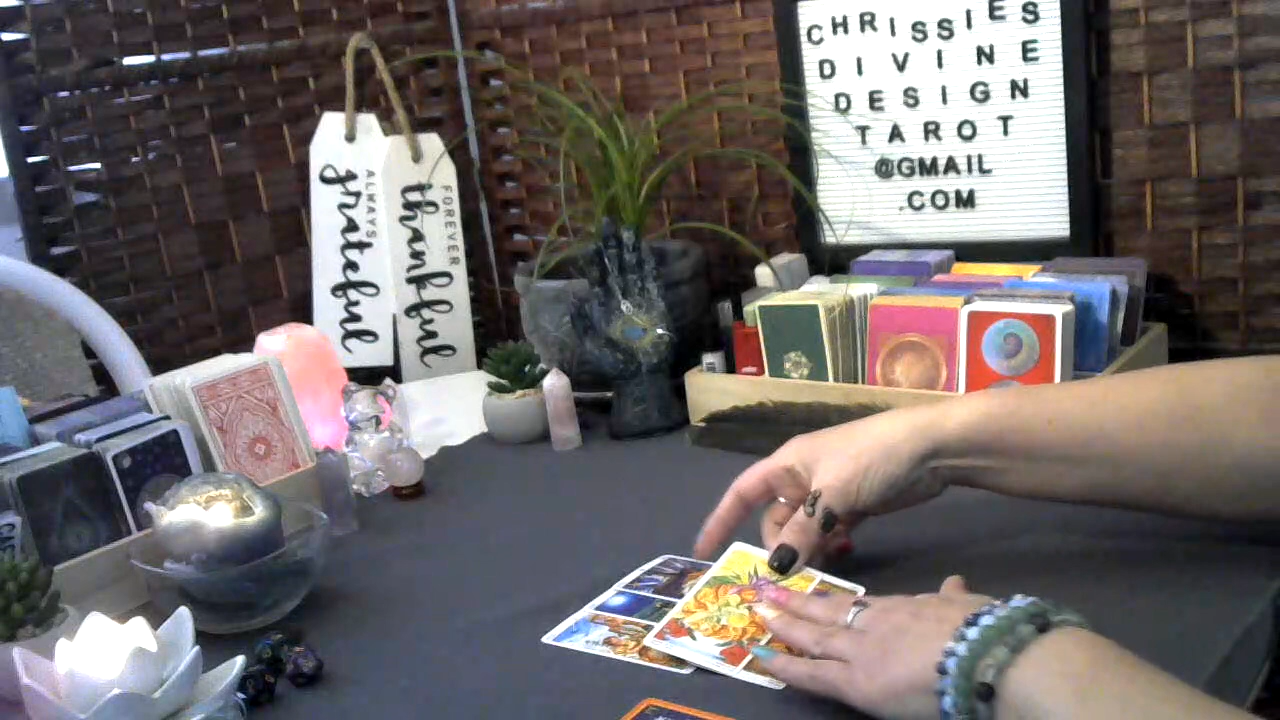 CHRISSIES
DIVINE
DESIGN
TAROT
@GMAIL
.COM
ALWAYS
grateful
FOREVER
thankful